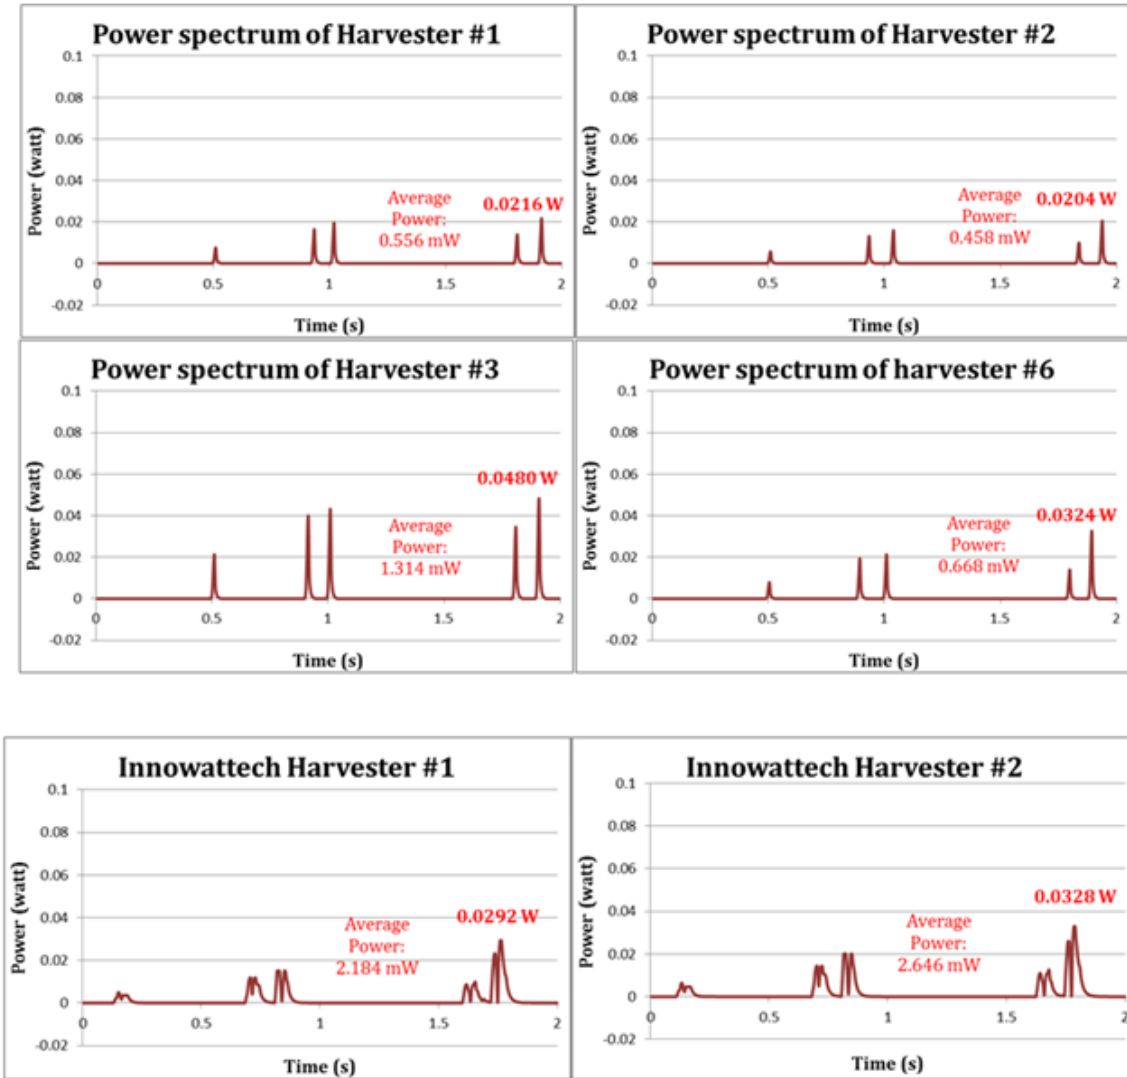 Power spectrum of Harvester #1
0.1
0.08
0.06
0.04
0.02
0
-0.02
Power (watt)
Average
Power:
0.556 mW
0.0216 W
0
0.5
1
1.5
2
Time (s)
Power spectrum of Harvester #2
0.1
0.08
0.06
0.04
0.02
0
-0.02
Power (watt)
Average
Power:
0.458 mW
0.0204 W
0
0.5
1
1.5
2
Time (s)
Power spectrum of Harvester #3
0.1
0.08
0.06
0.04
0.02
0
-0.02
Power (watt)
Average
Power:
1.314 mW
0.0480 W
0
0.5
1
1.5
2
Time (s)
Power spectrum of harvester #6
0.1
0.08
0.06
0.04
0.02
0
-0.02
Power (watt)
Average
Power:
0.668 mW
0.0324 W
0
0.5
1
1.5
2
Time (s)
Innowattech Harvester #1
0.1
0.08
0.06
0.04
0.02
0
-0.02
Power (watt)
Average
Power:
2.184 mW
0.0292 W
0
0.5
1
1.5
2
Time (s)
Innowattech Harvester #2
0.1
0.08
0.06
0.04
0.02
0
-0.02
Power (watt)
Average
Power:
2.646 mW
0.0328 W
0
0.5
1
1.5
2
Time (s)